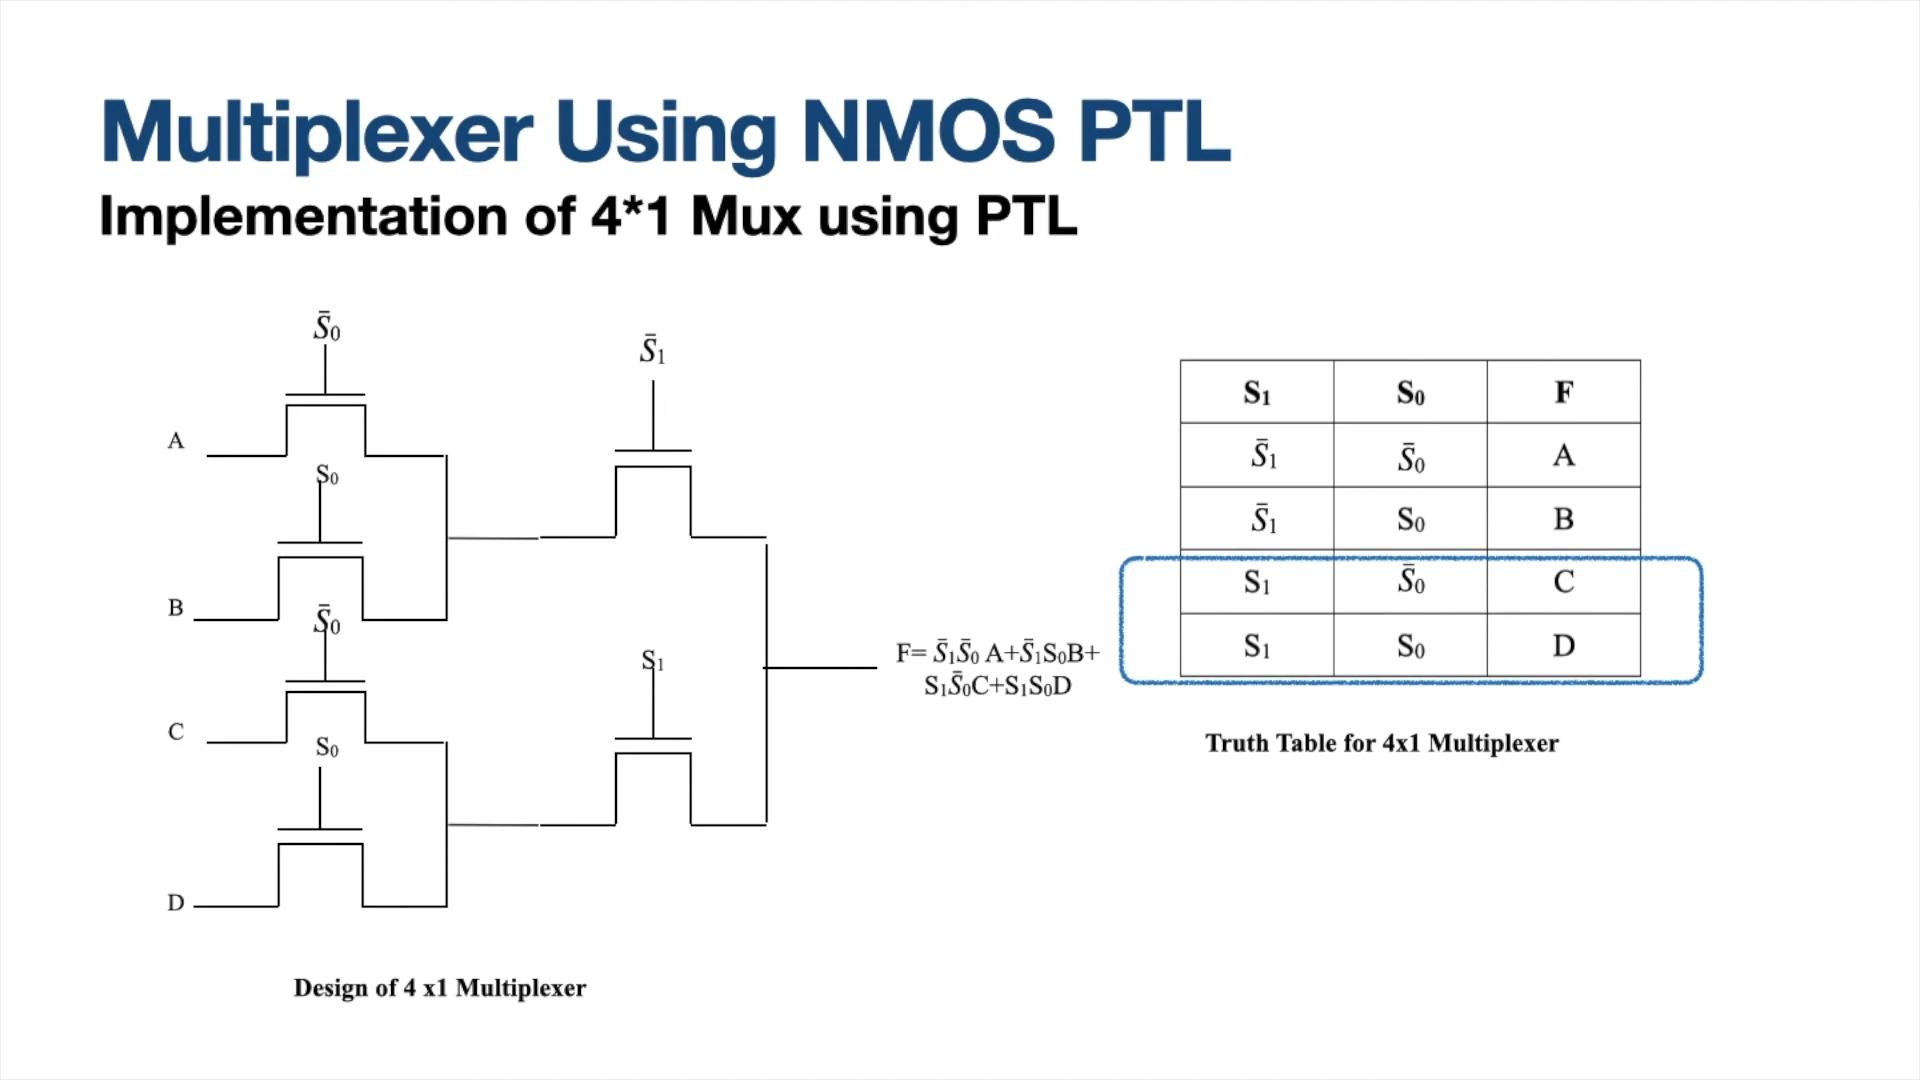 Multiplexer Using NMOS PTL
Implementation of 4*1 Mux using PTL
S̄₀
S̄₁
A
S₀
B
S̄₀
S₁
C
S₀
D
F= S̄₁S̄₀ A+S̄₁S₀B+
S₁S̄₀C+S₁S₀D
Design of 4 x1 Multiplexer
S₁ S₀ F
S̄₁ S̄₀ A
S̄₁ S₀ B
S₁ S̄₀ C
S₁ S₀ D
Truth Table for 4x1 Multiplexer